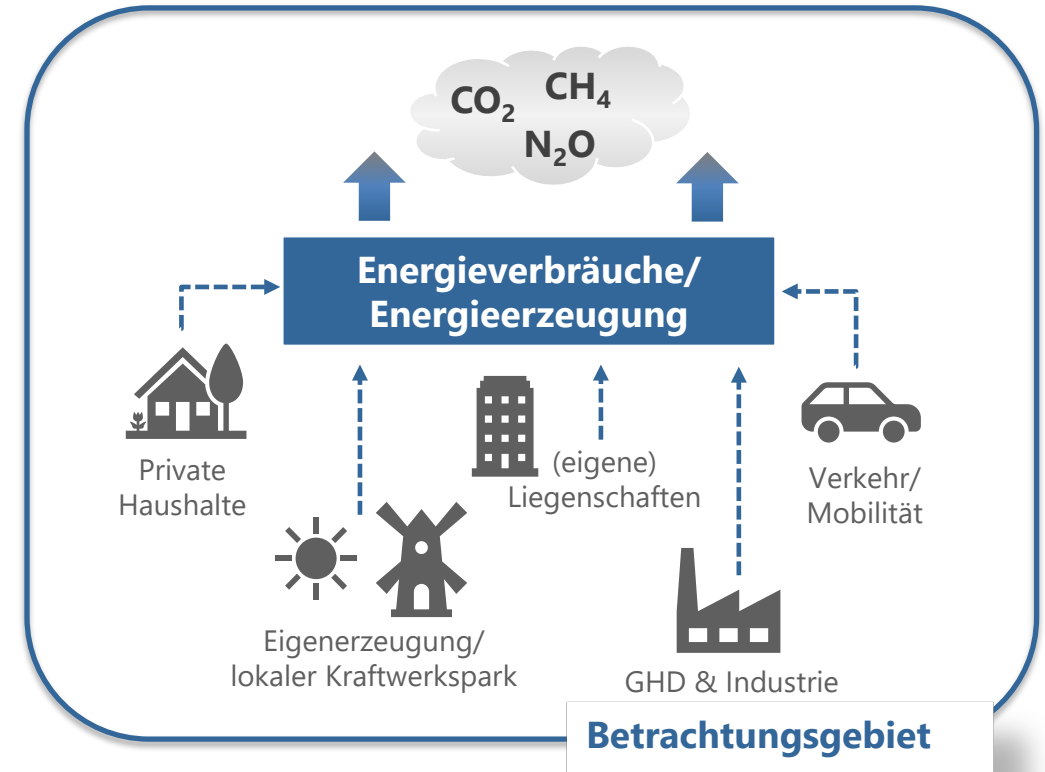 CO₂ CH₄
N₂O
Energieverbräuche/
Energieerzeugung
Private
Haushalte
(eigene)
Liegenschaften
Verkehr/
Mobilität
Eigenerzeugung/
lokaler Kraftwerkspark
GHD & Industrie
Betrachtungsgebiet